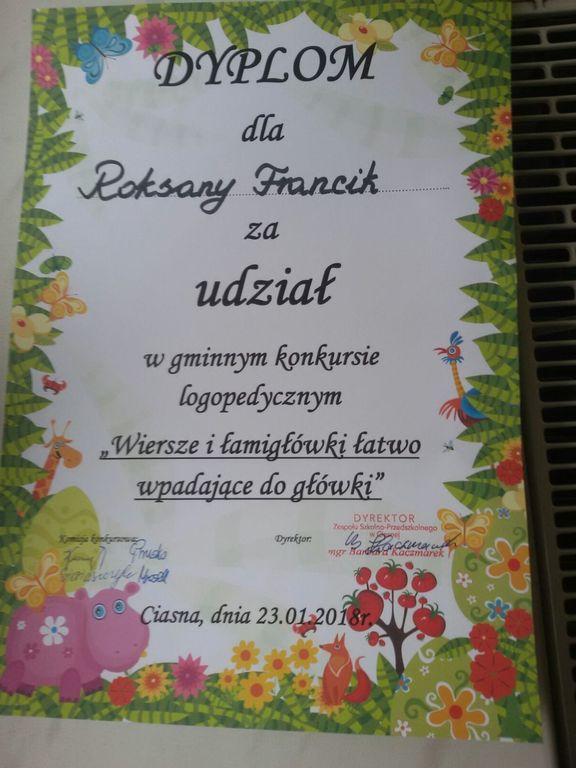 DYPLOM
dla
Roksany Francik
za
udział
w gminnym konkursie
logopedycznym
„Wiersze i łamigłówki łatwo
wpadające do główki”
Komisja konkursowa:
Dyrektor:
DYREKTOR
Zespołu Szkolno-Przedszkolnego
w Ciasnej
mgr Barbara Kaczmarek
Ciasna, dnia 23.01.2018r.